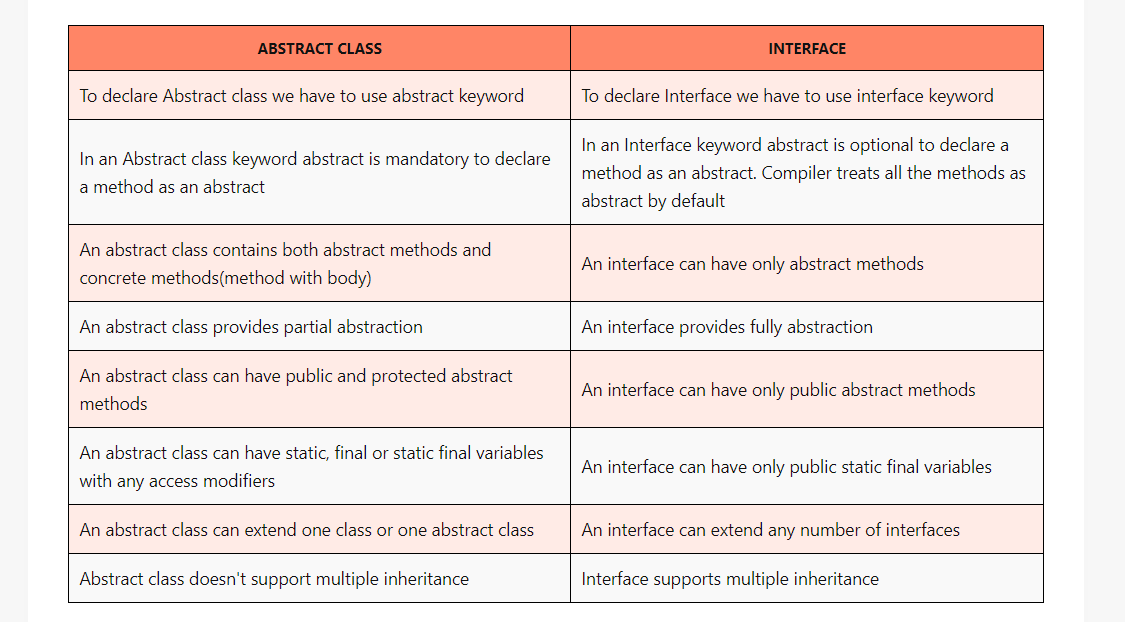 ABSTRACT CLASS
INTERFACE
To declare Abstract class we have to use abstract keyword
To declare Interface we have to use interface keyword
In an Abstract class keyword abstract is mandatory to declare
a method as an abstract
In an Interface keyword abstract is optional to declare a
method as an abstract. Compiler treats all the methods as
abstract by default
An abstract class contains both abstract methods and
concrete methods(method with body)
An interface can have only abstract methods
An abstract class provides partial abstraction
An interface provides fully abstraction
An abstract class can have public and protected abstract
methods
An interface can have only public abstract methods
An abstract class can have static, final or static final variables
with any access modifiers
An interface can have only public static final variables
An abstract class can extend one class or one abstract class
An interface can extend any number of interfaces
Abstract class doesn't support multiple inheritance
Interface supports multiple inheritance